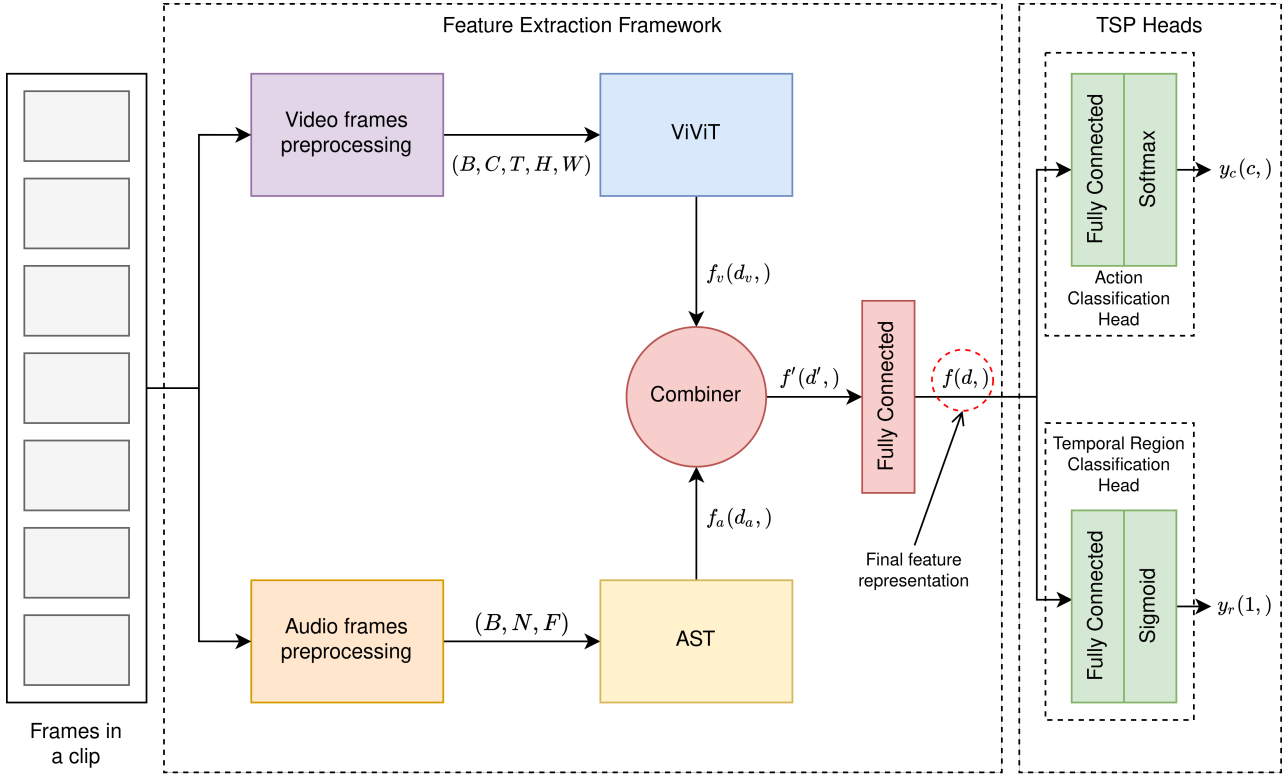 Feature Extraction Framework
TSP Heads
Video frames
preprocessing
(B, C, T, H, W)
ViViT
Fully Connected
Softmax
y_c(c,)
Action
Classification
Head
f_v(d_v,)
Combiner
f'(d',)
Fully Connected
f(d,)
f_a(d_a,)
Final feature
representation
Temporal Region
Classification
Head
Audio frames
preprocessing
(B, N, F)
AST
Fully Connected
Sigmoid
y_r(1,)
Frames in
a clip